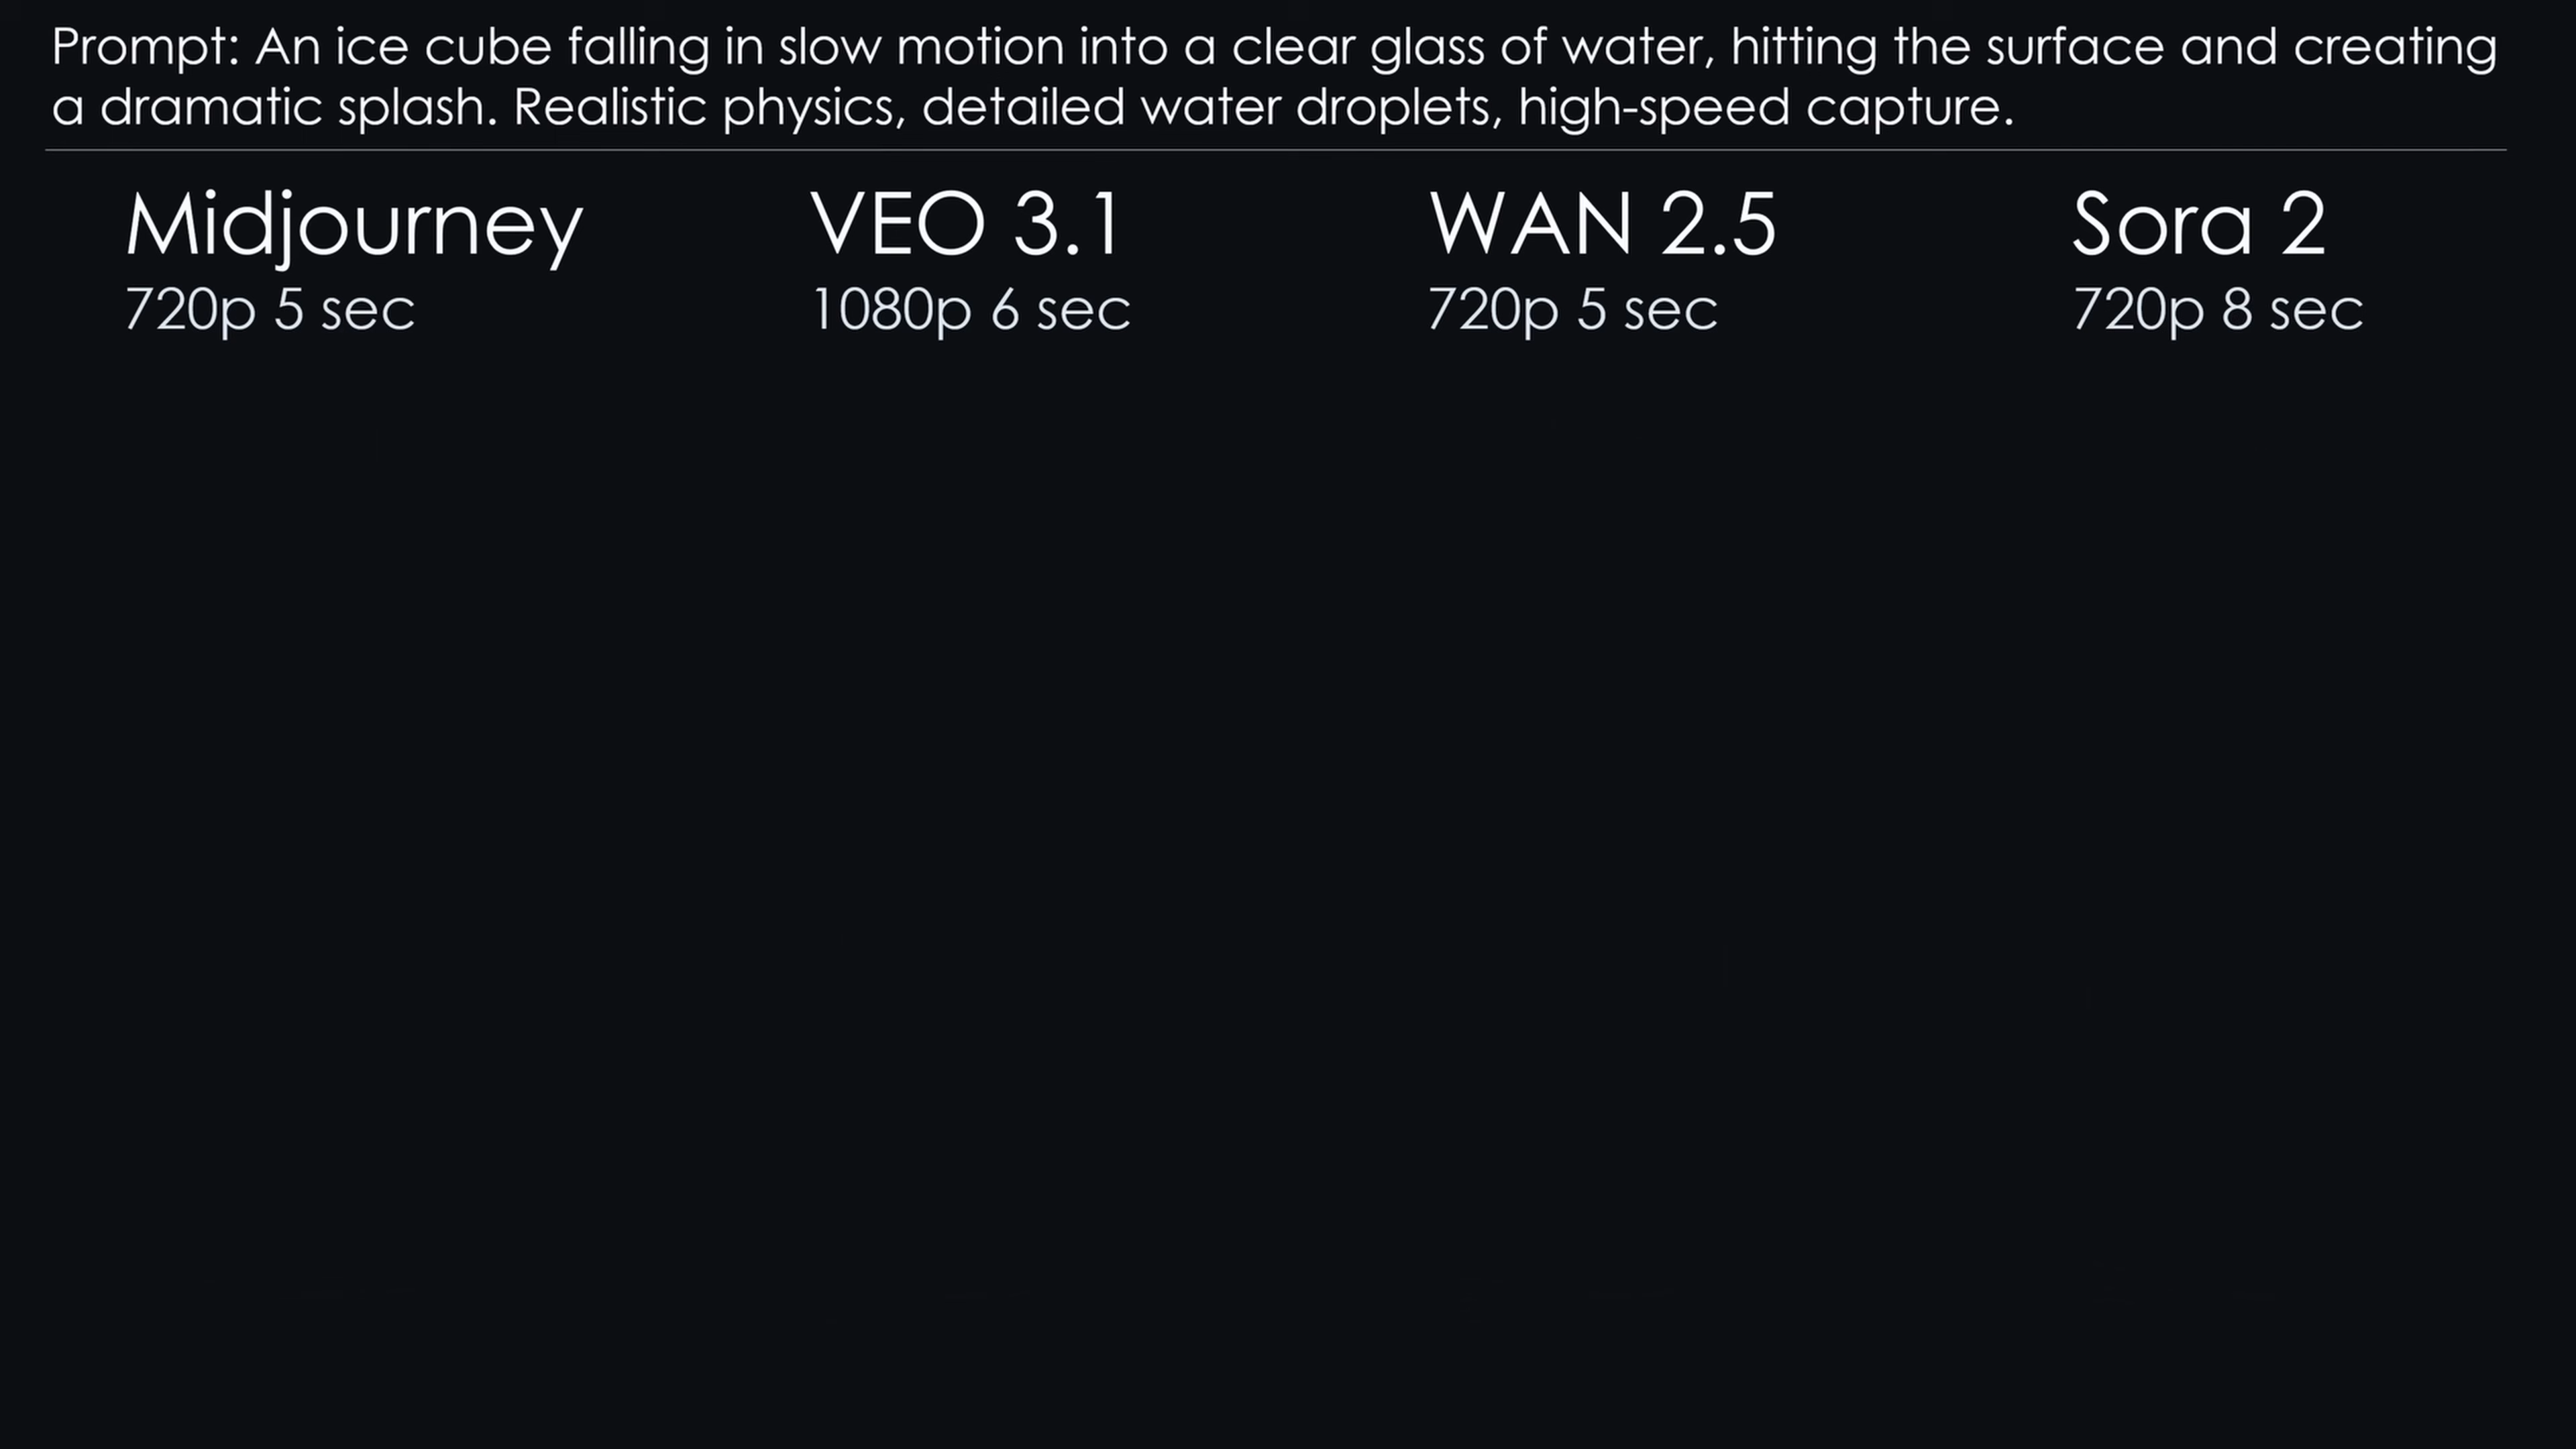 Prompt: An ice cube falling in slow motion into a clear glass of water, hitting the surface and creating
a dramatic splash. Realistic physics, detailed water droplets, high-speed capture.
Midjourney
720p 5 sec
VEO 3.1
1080p 6 sec
WAN 2.5
720p 5 sec
Sora 2
720p 8 sec